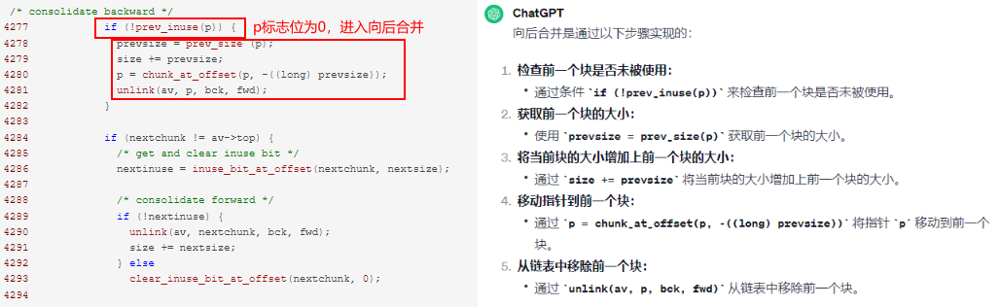 /* consolidate backward */
4277 if (!prev_inuse(p)) { p标志位为0，进入向后合并
4278 prevsize = prev_size (p);
4279 size += prevsize;
4280 p = chunk_at_offset(p, -((long) prevsize));
4281 unlink(av, p, bck, fwd);
4282 }
4283
4284 if (nextchunk != av->top) {
4285 /* get and clear inuse bit */
4286 nextinuse = inuse_bit_at_offset(nextchunk, nextsize);
4287
4288 /* consolidate forward */
4289 if (!nextinuse) {
4290 unlink(av, nextchunk, bck, fwd);
4291 size += nextsize;
4292 } else
4293 clear_inuse_bit_at_offset(nextchunk, 0);
4294
ChatGPT
向后合并是通过以下步骤实现的：
1. 检查前一个块是否未被使用：
• 通过条件 `if (!prev_inuse(p))` 来检查前一个块是否未被使用。
2. 获取前一个块的大小：
• 使用 `prevsize = prev_size(p)` 获取前一个块的大小。
3. 将当前块的大小增加上前一个块的大小：
• 通过 `size += prevsize` 将当前块的大小增加上前一个块的大小。
4. 移动指针到前一个块：
• 通过 `p = chunk_at_offset(p, -((long) prevsize))` 将指针 `p` 移动到前一个
块。
5. 从链表中移除前一个块：
• 通过 `unlink(av, p, bck, fwd)` 从链表中移除前一个块。